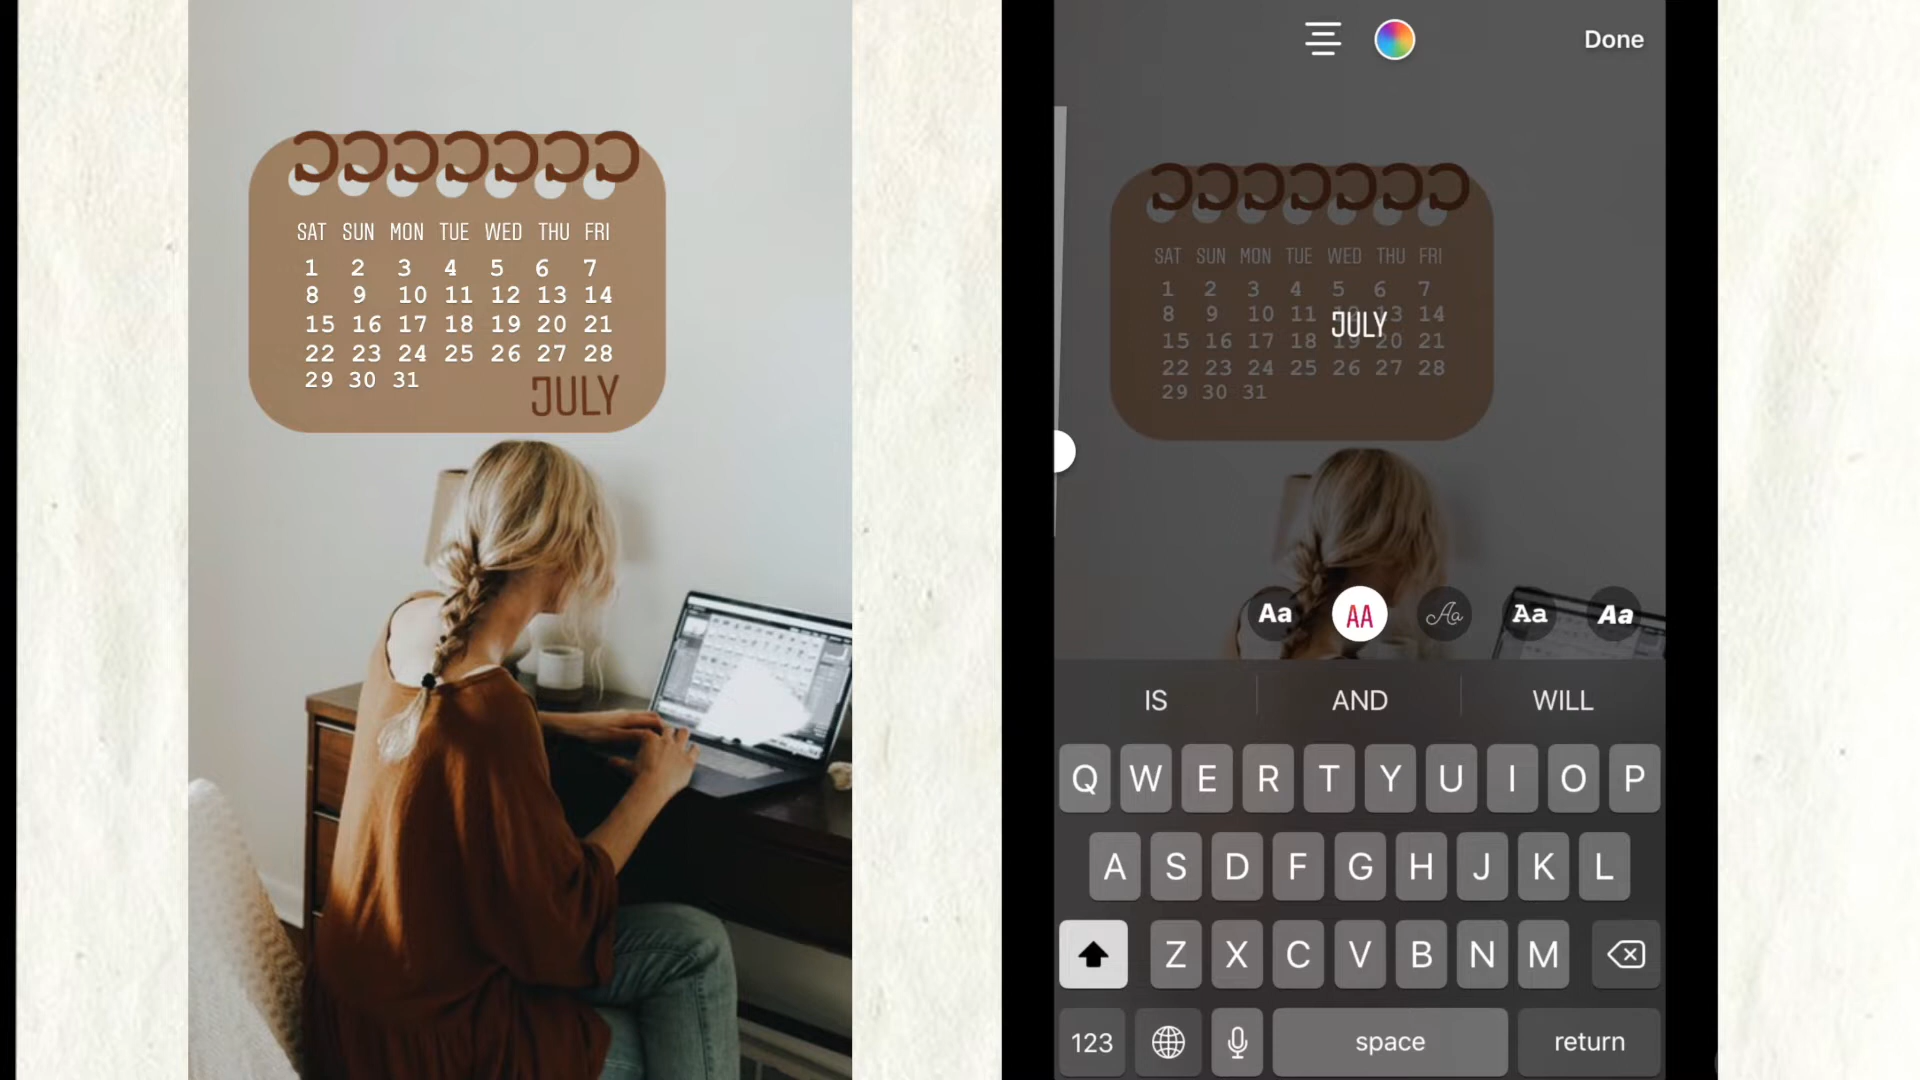 SAT SUN MON TUE WED THU FRI
1 2 3 4 5 6 7
8 9 10 11 12 13 14
15 16 17 18 19 20 21
22 23 24 25 26 27 28
29 30 31
JULY
Done
SAT SUN MON TUE WED THU FRI
1 2 3 4 5 6 7
8 9 10 11 13 14
JULY
15 16 17 18 19 20 21
22 23 24 25 26 27 28
29 30 31
Aa AA Aa Aa Aa
IS AND WILL
Q W E R T Y U I O P
A S D F G H J K L
Z X C V B N M
123 space return